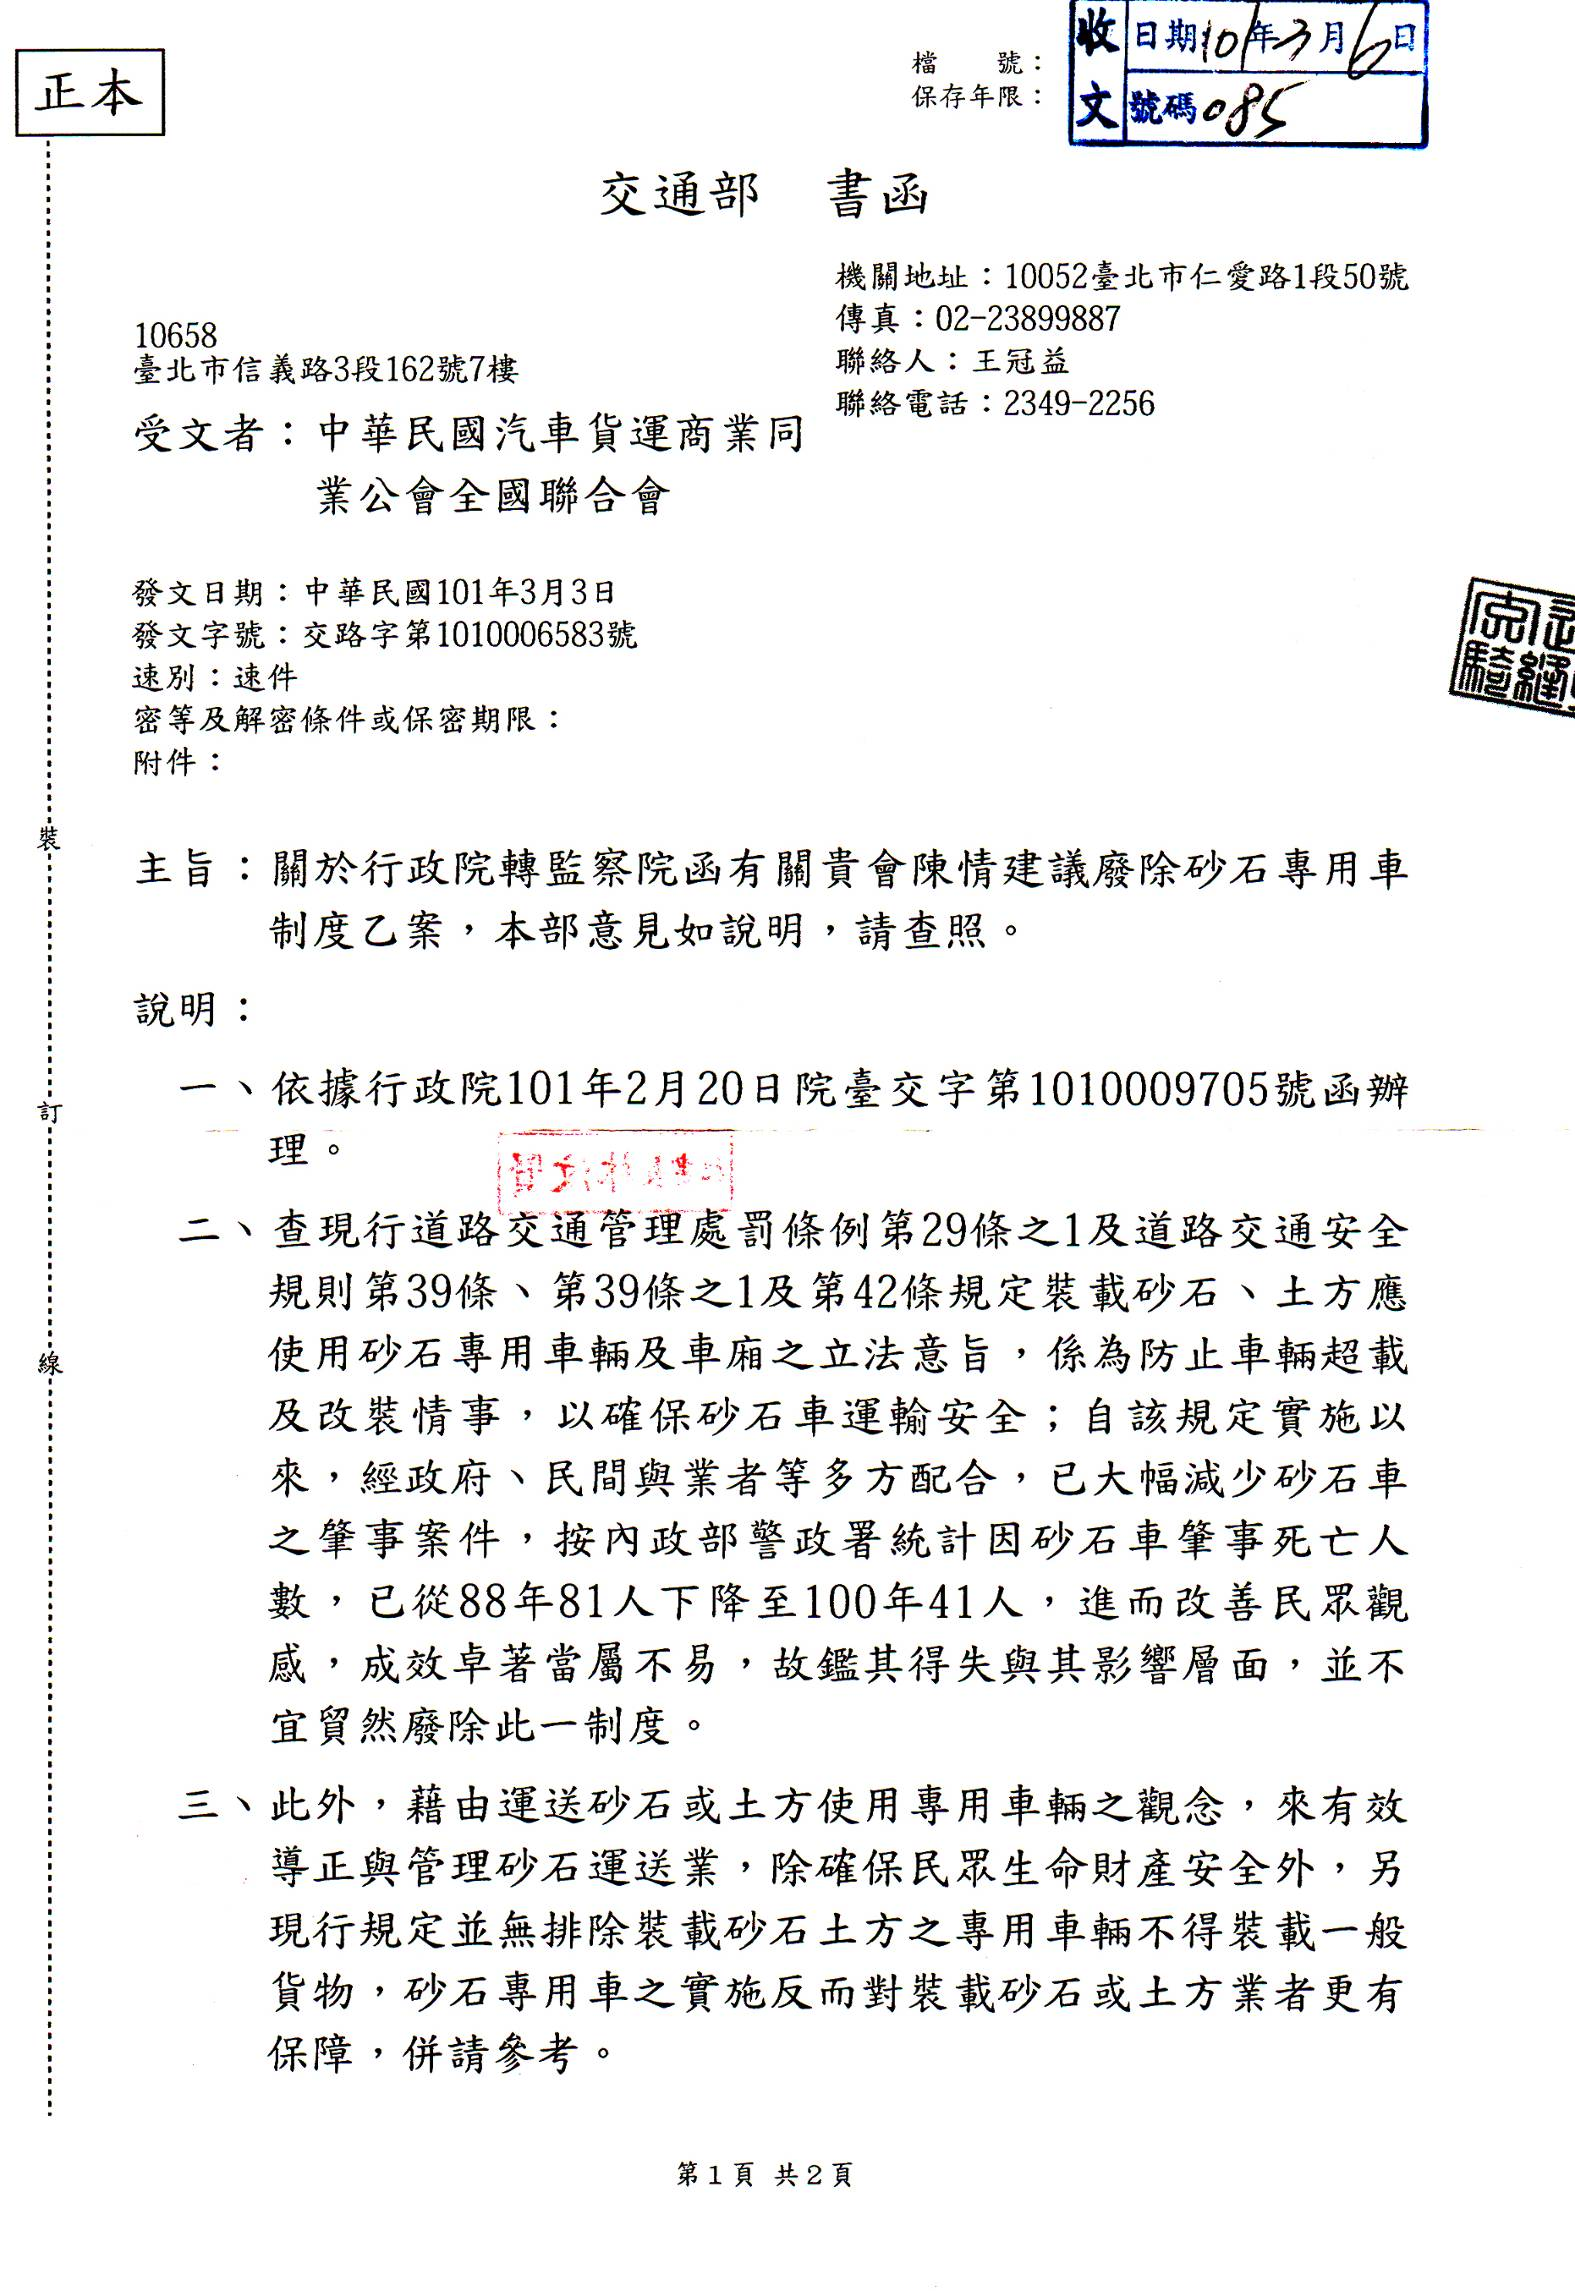 正本
檔　　號：
保存年限：
收文
日期101年3月6日
號碼085
交通部　書函
機關地址：10052臺北市仁愛路1段50號
傳真：02-23899887
聯絡人：王冠益
聯絡電話：2349-2256
10658
臺北市信義路3段162號7樓
受文者：中華民國汽車貨運商業同
業公會全國聯合會
發文日期：中華民國101年3月3日
發文字號：交路字第1010006583號
速別：速件
密等及解密條件或保密期限：
附件：
騎縫
裝
訂
線
主旨：關於行政院轉監察院函有關貴會陳情建議廢除砂石專用車
制度乙案，本部意見如說明，請查照。
說明：
一、依據行政院101年2月20日院臺交字第1010009705號函辦
理。
二、查現行道路交通管理處罰條例第29條之1及道路交通安全
規則第39條、第39條之1及第42條規定裝載砂石、土方應
使用砂石專用車輛及車廂之立法意旨，係為防止車輛超載
及改裝情事，以確保砂石車運輸安全；自該規定實施以
來，經政府、民間與業者等多方配合，已大幅減少砂石車
之肇事案件，按內政部警政署統計因砂石車肇事死亡人
數，已從88年81人下降至100年41人，進而改善民眾觀
感，成效卓著當屬不易，故鑑其得失與其影響層面，並不
宜貿然廢除此一制度。
三、此外，藉由運送砂石或土方使用專用車輛之觀念，來有效
導正與管理砂石運送業，除確保民眾生命財產安全外，另
現行規定並無排除裝載砂石土方之專用車輛不得裝載一般
貨物，砂石專用車之實施反而對裝載砂石或土方業者更有
保障，併請參考。
第1頁 共2頁